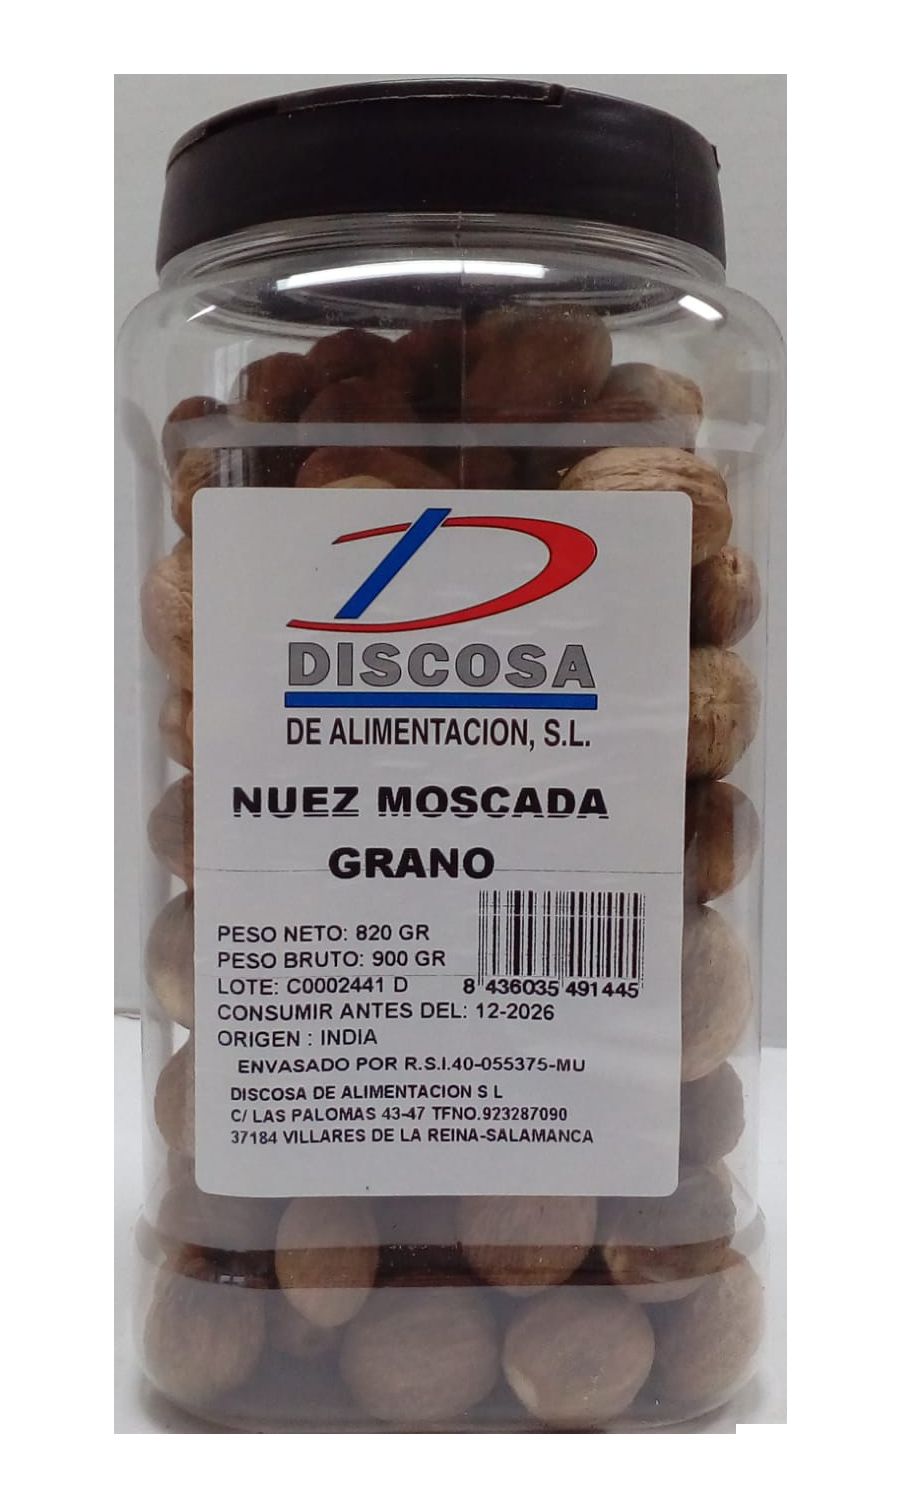 DISCOSA
DE ALIMENTACION, S.L.
NUEZ MOSCADA
GRANO
PESO NETO: 820 GR
PESO BRUTO: 900 GR
LOTE: C0002441 D
8 436035 491445
CONSUMIR ANTES DEL: 12-2026
ORIGEN : INDIA
ENVASADO POR R.S.I.40-055375-MU
DISCOSA DE ALIMENTACION S L
C/ LAS PALOMAS 43-47 TFNO.923287090
37184 VILLARES DE LA REINA-SALAMANCA